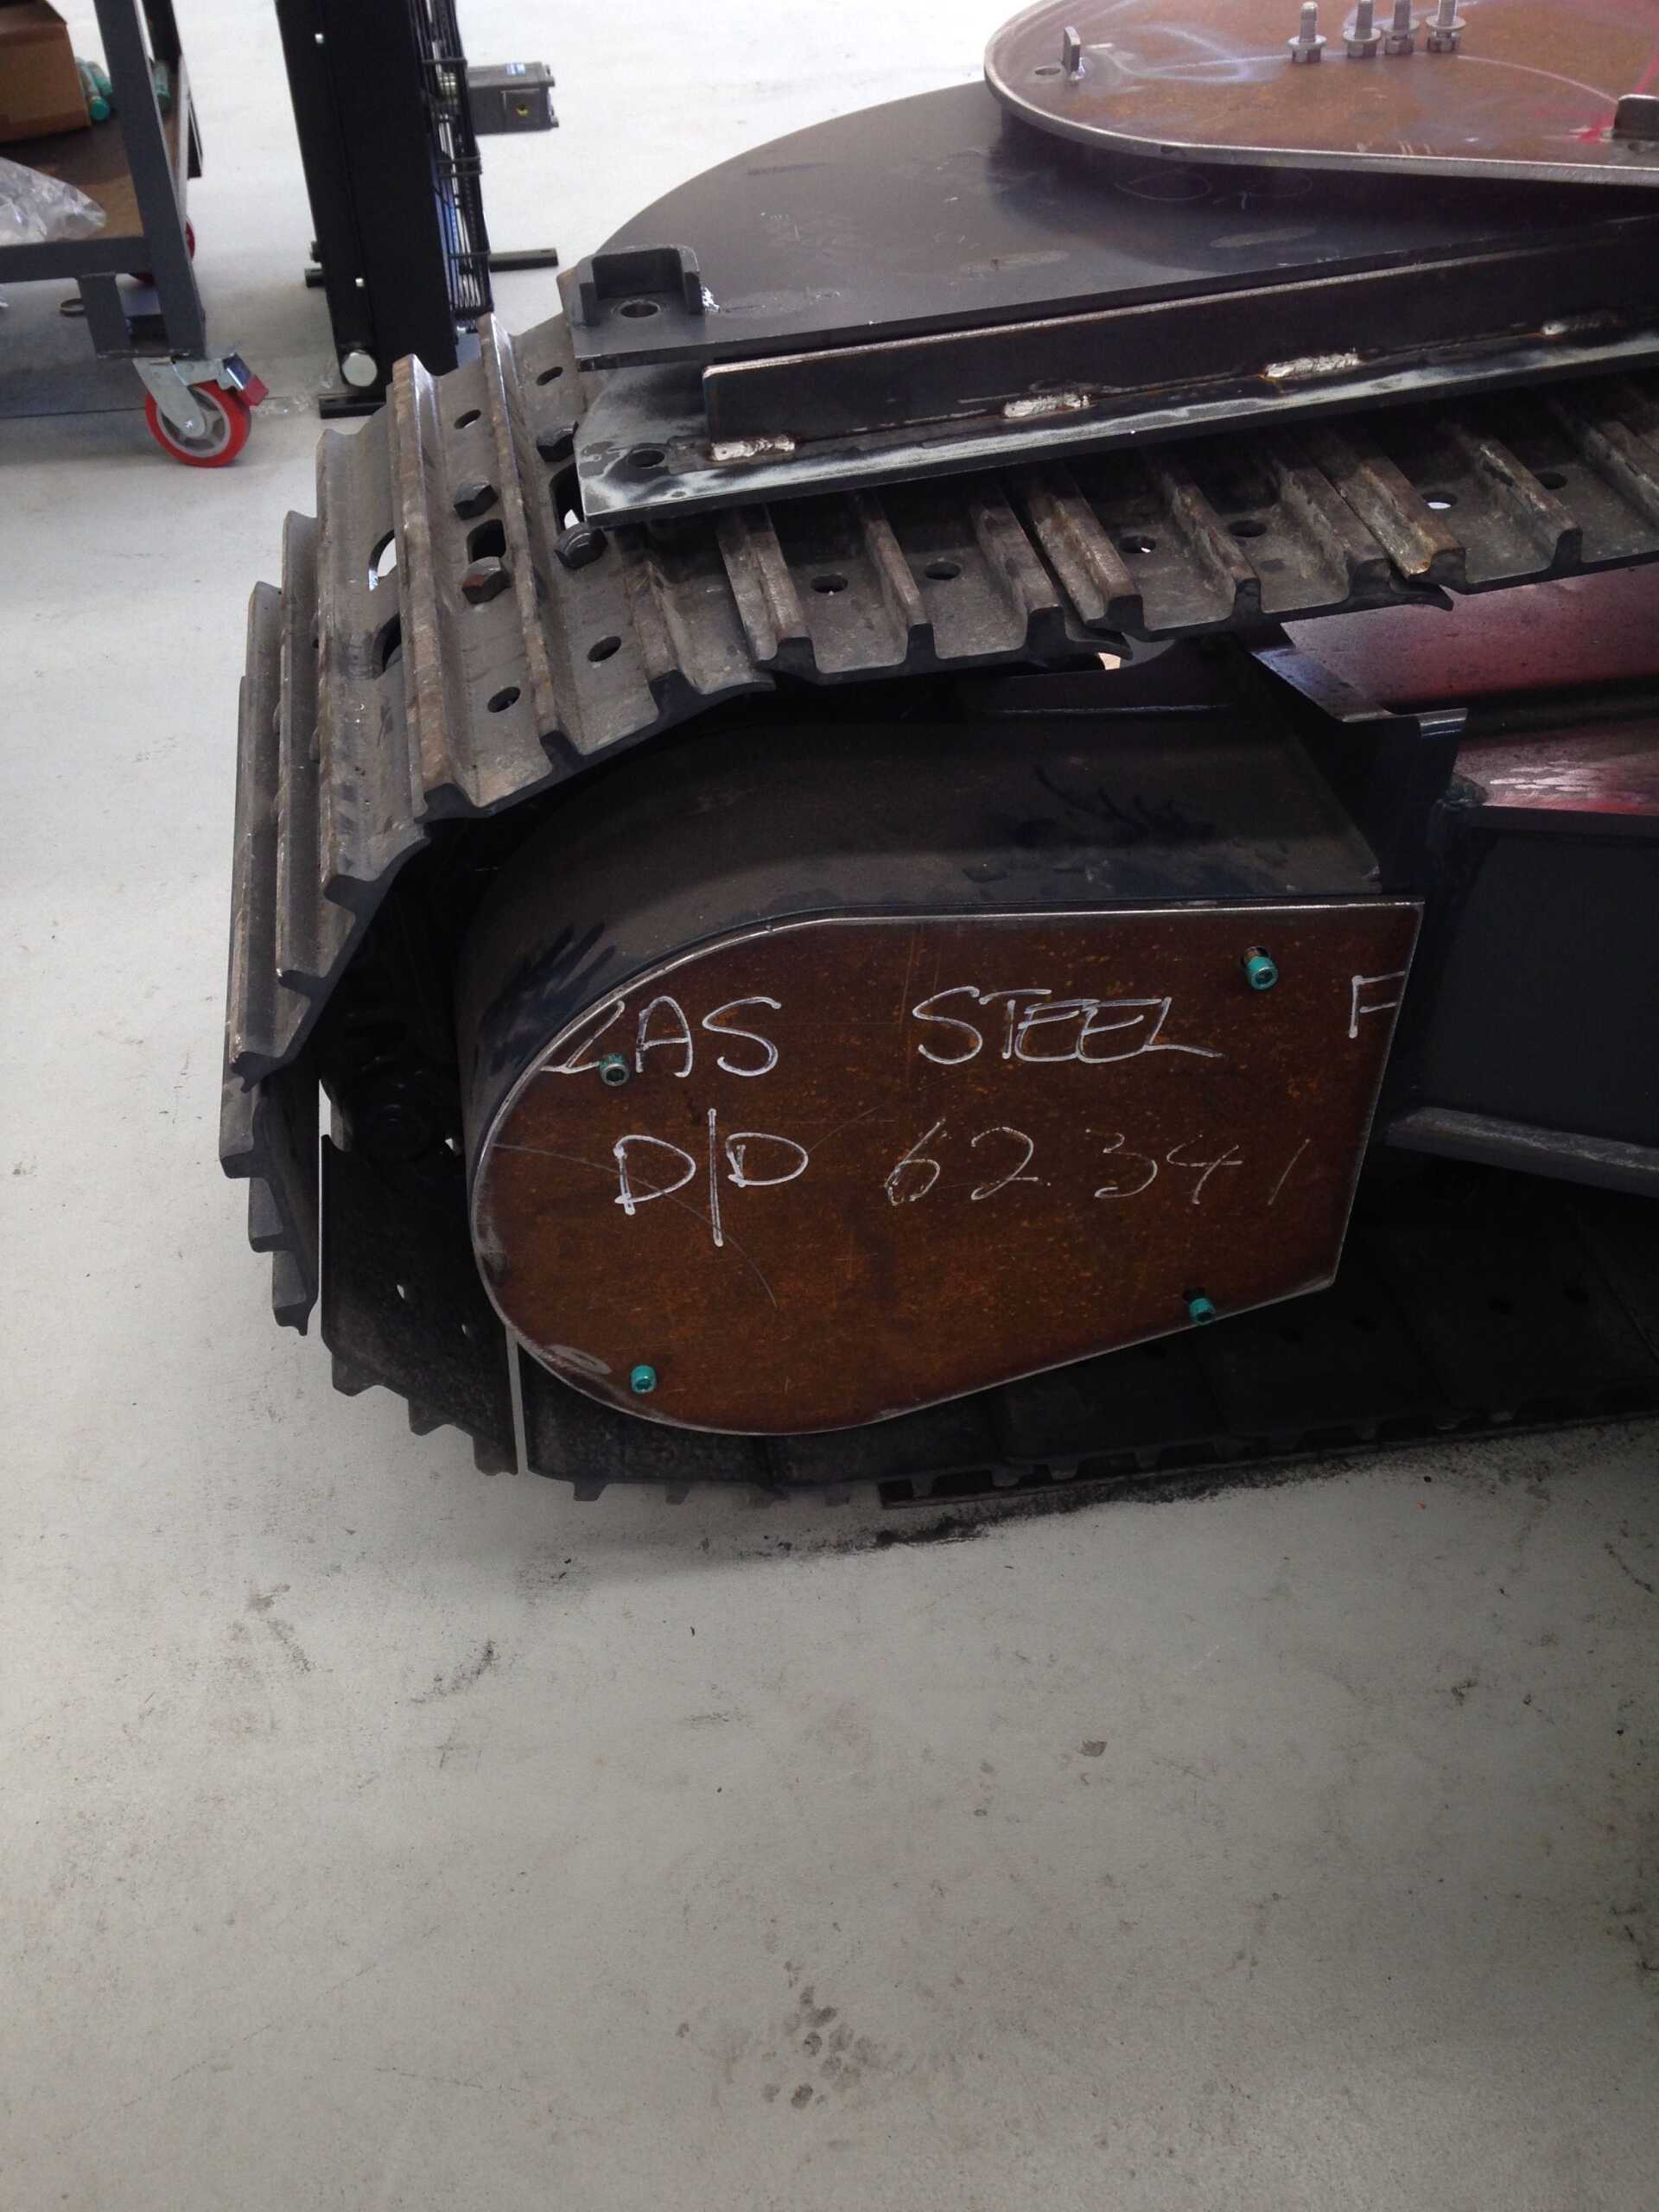 LAS STEEL F
D/D 62341